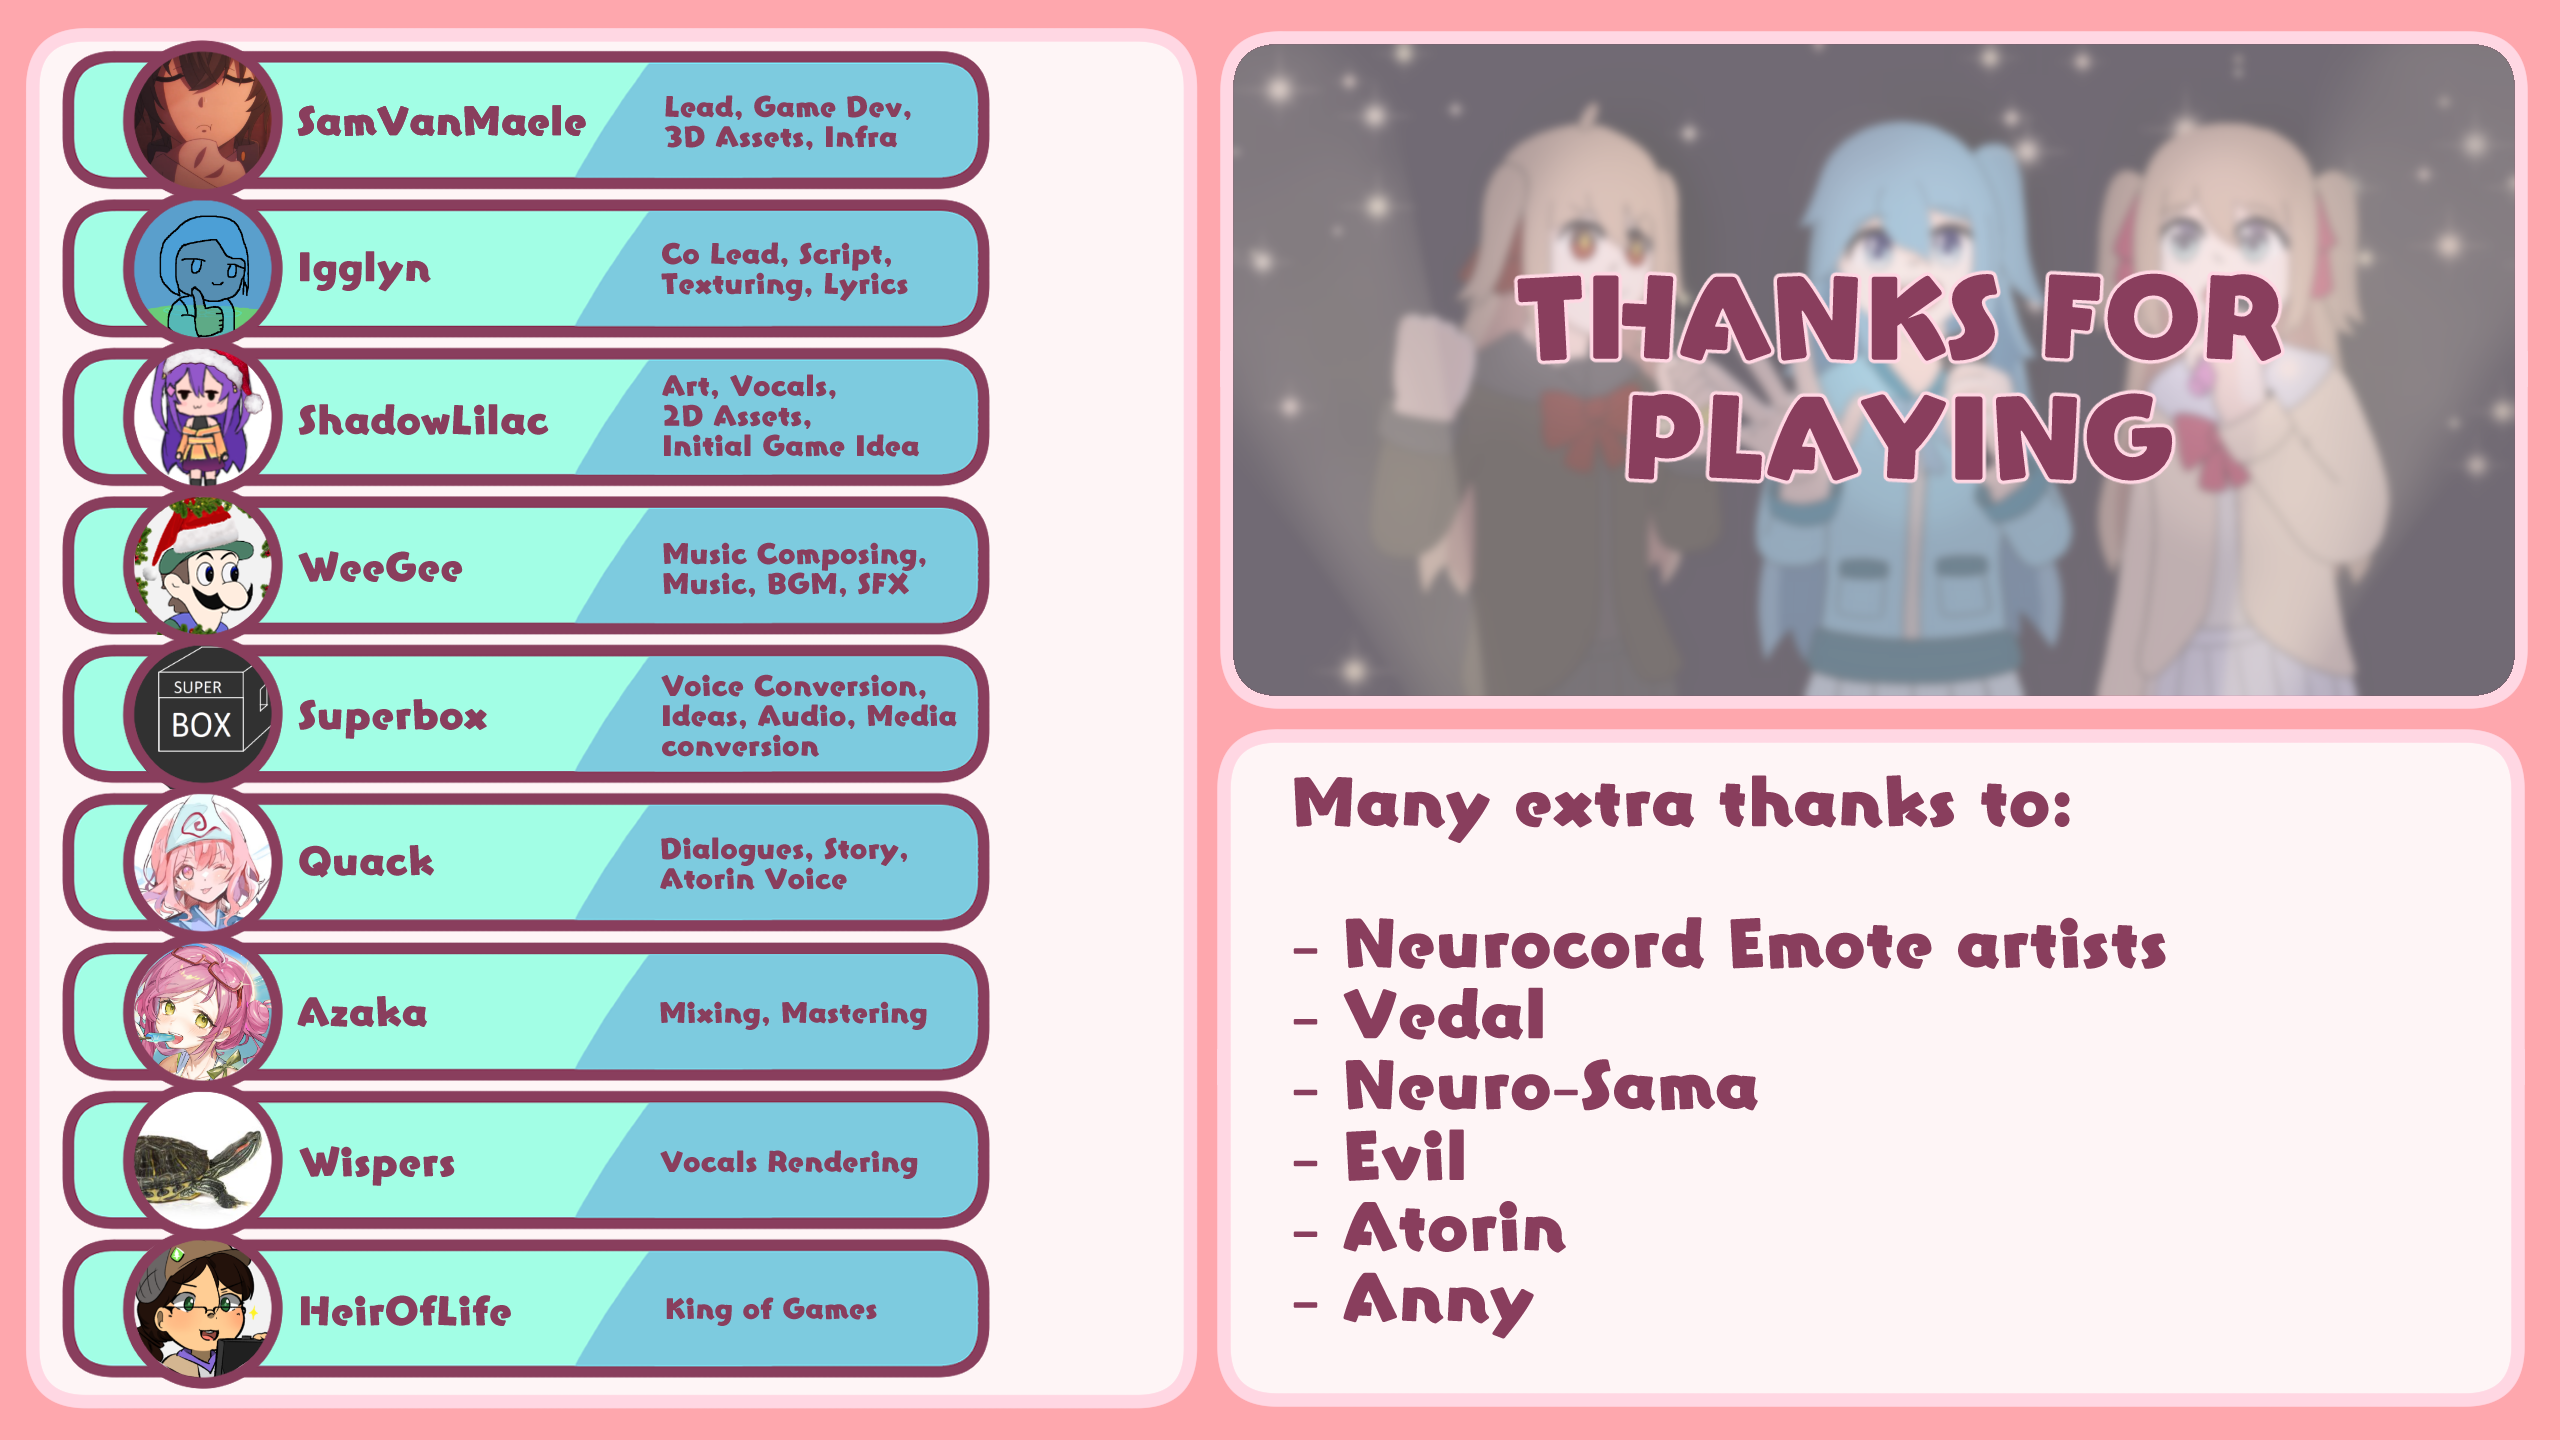 SamVanMaele
Lead, Game Dev,
3D Assets, Infra
Igglyn
Co Lead, Script,
Texturing, Lyrics
ShadowLilac
Art, Vocals,
2D Assets,
Initial Game Idea
WeeGee
Music Composing,
Music, BGM, SFX
SUPER
BOX
Superbox
Voice Conversion,
Ideas, Audio, Media
conversion
Quack
Dialogues, Story,
Atorin Voice
Azaka
Mixing, Mastering
Wispers
Vocals Rendering
HeirOfLife
King of Games
THANKS FOR
PLAYING
Many extra thanks to:
- Neurocord Emote artists
- Vedal
- Neuro-Sama
- Evil
- Atorin
- Anny